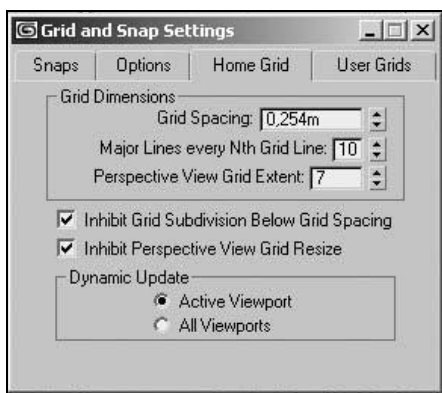 Grid and Snap Settings
Snaps Options Home Grid User Grids
Grid Dimensions
Grid Spacing: 0,254m
Major Lines every Nth Grid Line: 10
Perspective View Grid Extent: 7
Inhibit Grid Subdivision Below Grid Spacing
Inhibit Perspective View Grid Resize
Dynamic Update
Active Viewport
All Viewports